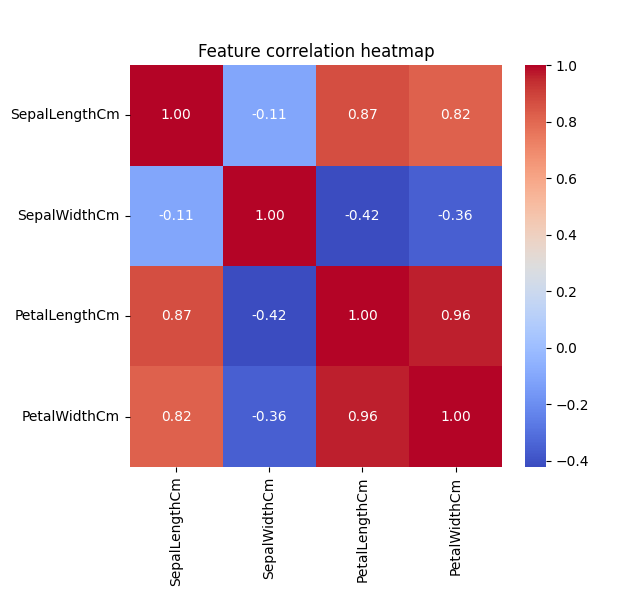 Feature correlation heatmap
SepalLengthCm 1.00 -0.11 0.87 0.82
SepalWidthCm -0.11 1.00 -0.42 -0.36
PetalLengthCm 0.87 -0.42 1.00 0.96
PetalWidthCm 0.82 -0.36 0.96 1.00
SepalLengthCm
SepalWidthCm
PetalLengthCm
PetalWidthCm
1.0
0.8
0.6
0.4
0.2
0.0
−0.2
−0.4